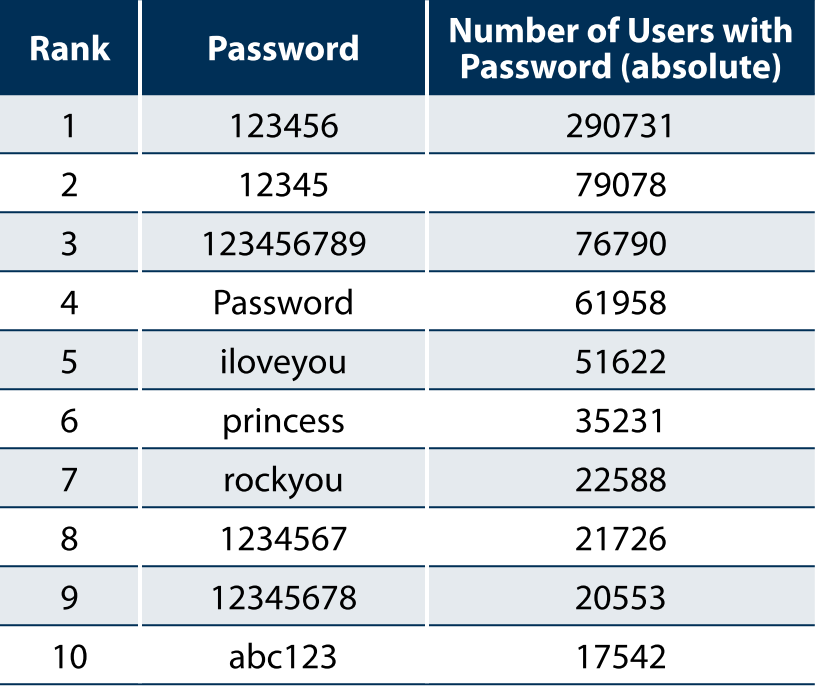 Rank Password Number of Users with Password (absolute)
1 123456 290731
2 12345 79078
3 123456789 76790
4 Password 61958
5 iloveyou 51622
6 princess 35231
7 rockyou 22588
8 1234567 21726
9 12345678 20553
10 abc123 17542